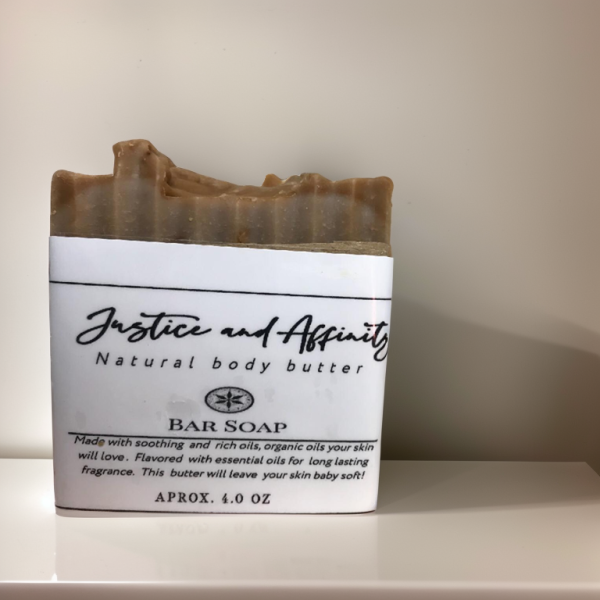 Justice and Affinity
Natural body butter
BAR SOAP
Made with soothing and rich oils, organic oils your skin
will love. Flavored with essential oils for long lasting
fragrance. This butter will leave your skin baby soft!
APROX. 4.0 OZ